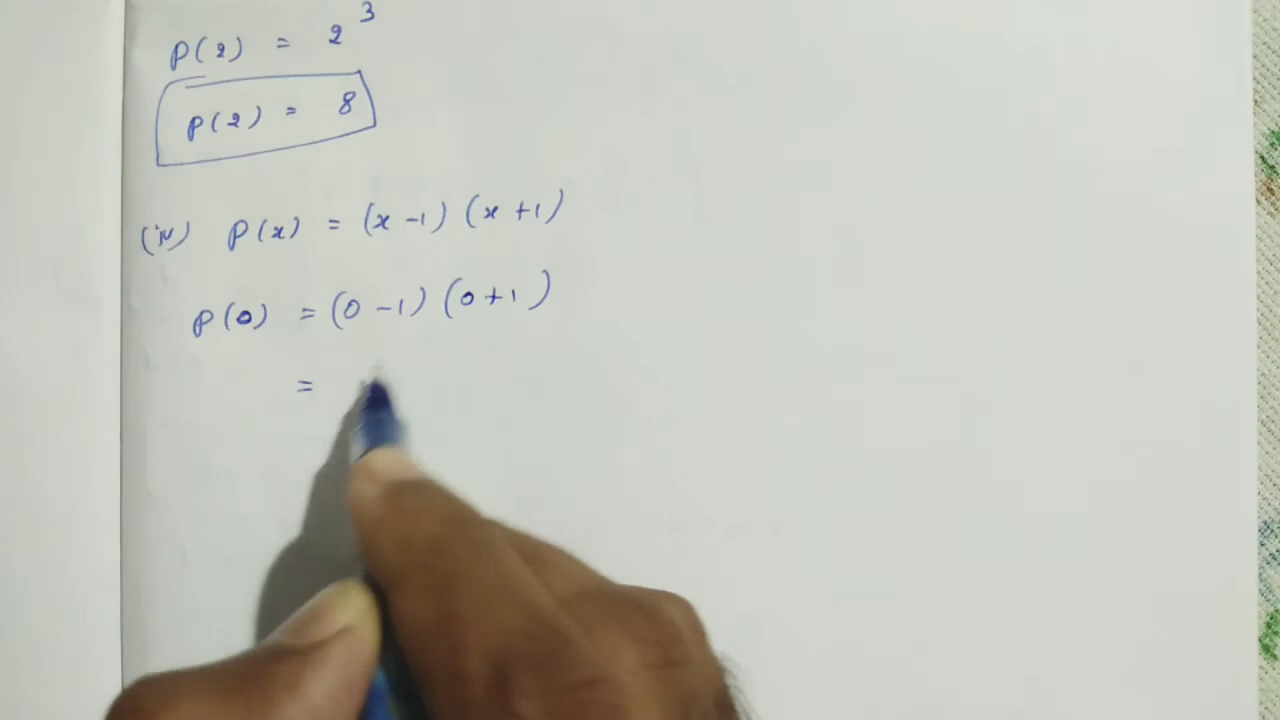 P(2) = 2³
P(2) = 8
(iv) P(x) = (x -1) (x +1)
P(0) = (0 -1) (0+1)
=